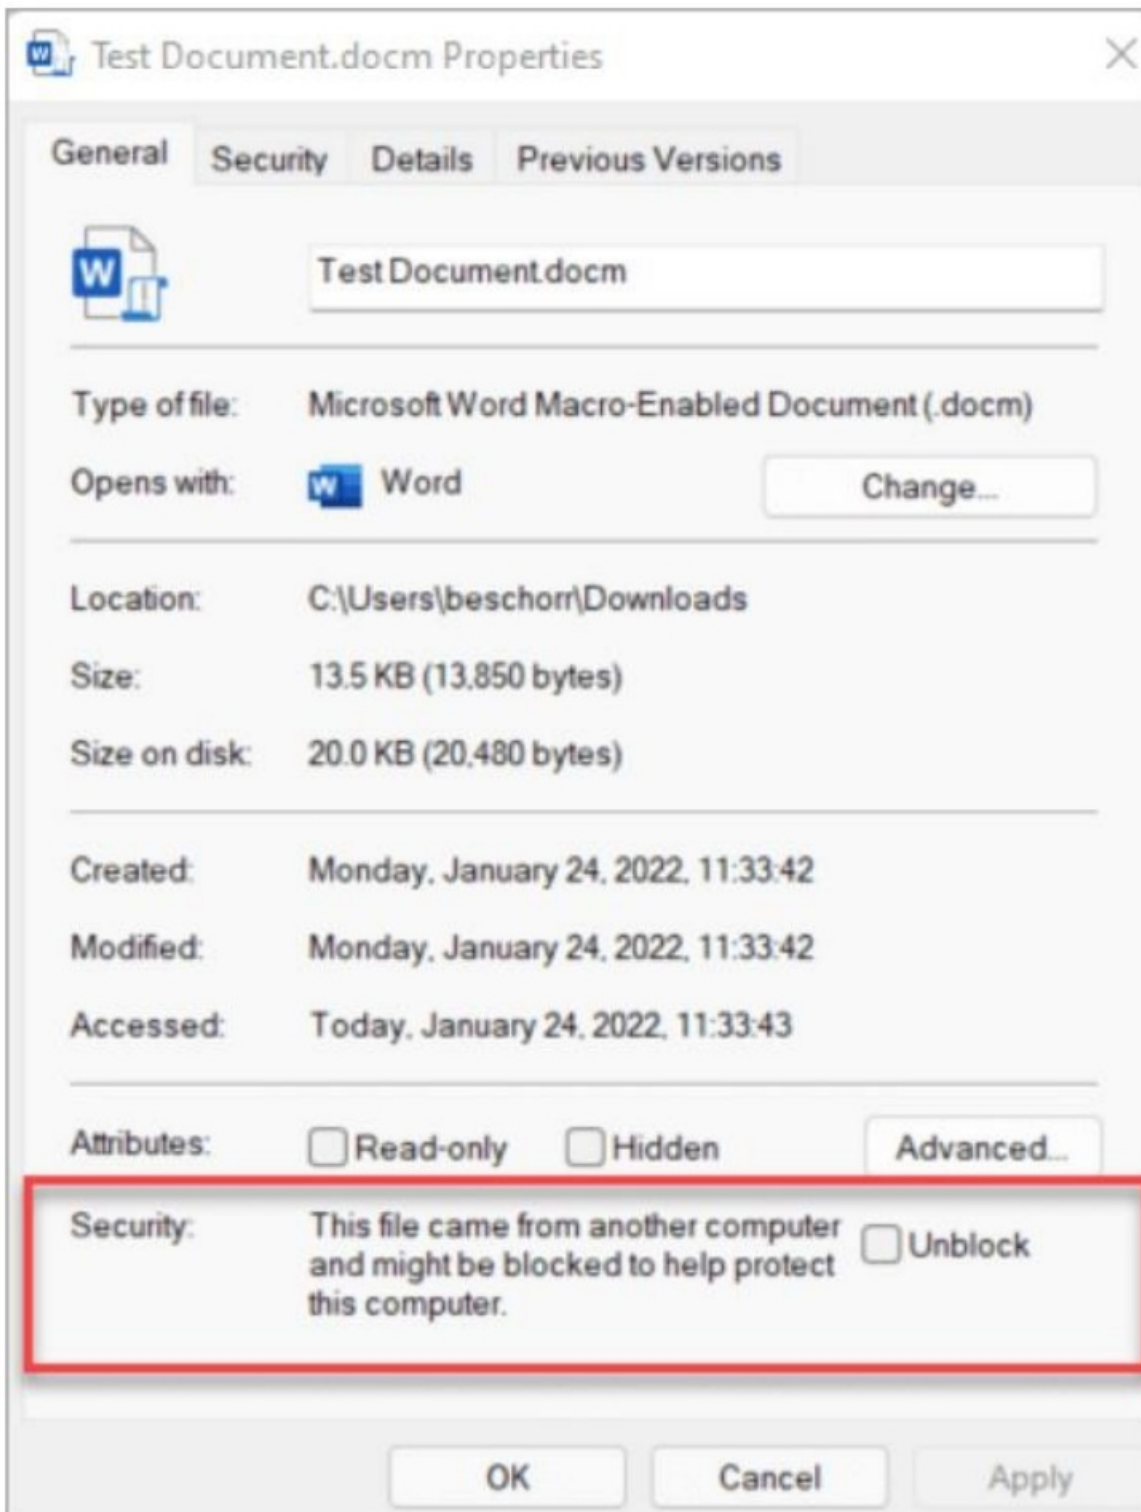 Test Document.docm Properties
General Security Details Previous Versions
Test Document.docm
Type of file: Microsoft Word Macro-Enabled Document (.docm)
Opens with: Word Change...
Location: C:\Users\beschorr\Downloads
Size: 13.5 KB (13,850 bytes)
Size on disk: 20.0 KB (20,480 bytes)
Created: Monday, January 24, 2022, 11:33:42
Modified: Monday, January 24, 2022, 11:33:42
Accessed: Today, January 24, 2022, 11:33:43
Attributes: Read-only Hidden Advanced...
Security: This file came from another computer
and might be blocked to help protect
this computer.
Unblock
OK Cancel Apply